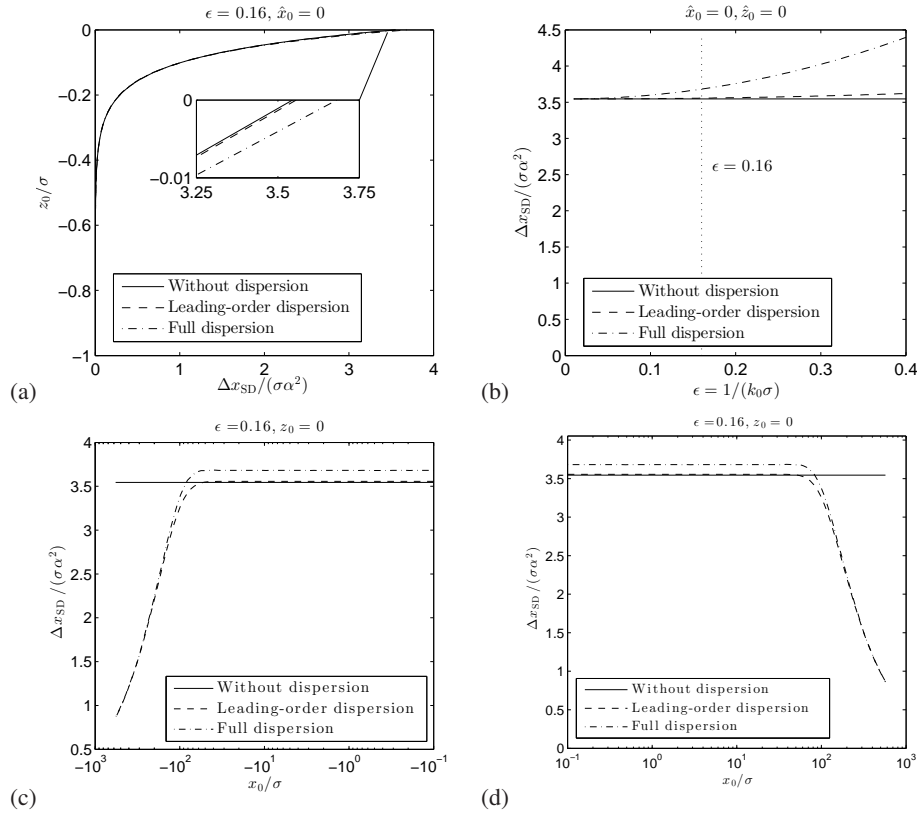 ϵ = 0.16, x̂₀ = 0
0
−0.2
−0.4
−0.6
−0.8
−1
z₀/σ
0
−0.01
3.25
3.5
3.75
Without dispersion
Leading-order dispersion
Full dispersion
0
1
2
3
4
Δx_SD/(σα²)
(a)
x̂₀ = 0, ẑ₀ = 0
4.5
4
3.5
3
2.5
2
1.5
1
0.5
0
Δx_SD/(σα²)
ϵ = 0.16
Without dispersion
Leading-order dispersion
Full dispersion
0
0.1
0.2
0.3
0.4
ϵ = 1/(k₀σ)
(b)
ϵ =0.16, z₀ = 0
4
3.5
3
2.5
2
1.5
1
0.5
Δx_SD/(σα²)
Without dispersion
Leading-order dispersion
Full dispersion
−10³
−10²
−10¹
−10⁰
−10⁻¹
x₀/σ
(c)
ϵ =0.16, z₀ = 0
4
3.5
3
2.5
2
1.5
1
0.5
0
Δx_SD/(σα²)
Without dispersion
Leading-order dispersion
Full dispersion
10⁻¹
10⁰
10¹
10²
10³
x₀/σ
(d)